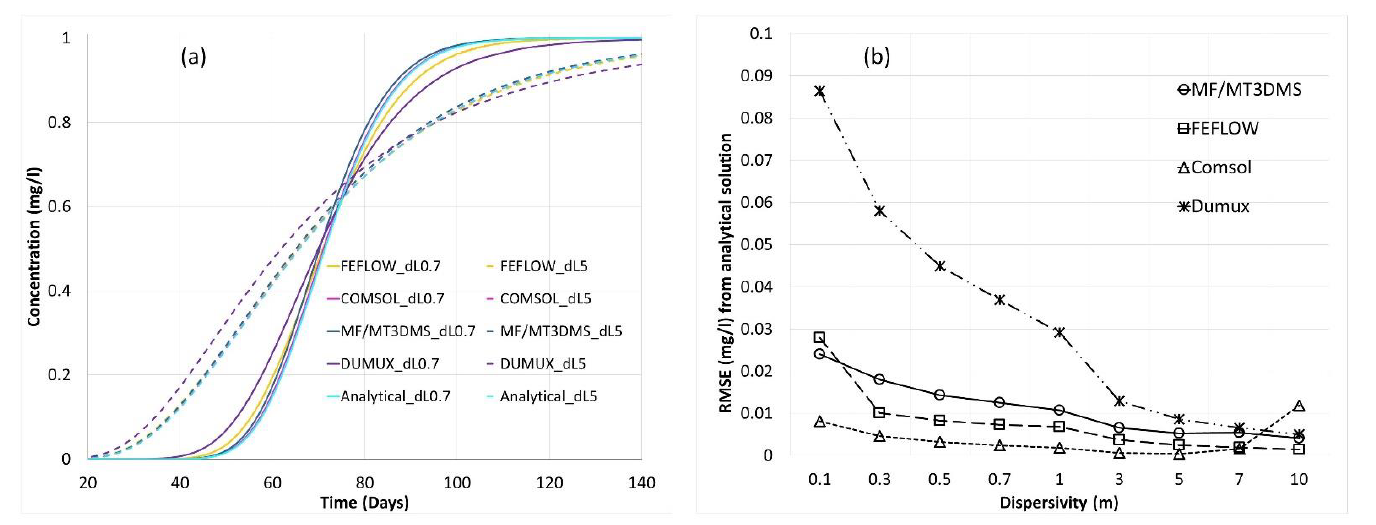 (a)
Concentration (mg/l)
1
0.8
0.6
0.4
0.2
0
FEFLOW_dL0.7 FEFLOW_dL5
COMSOL_dL0.7 COMSOL_dL5
MF/MT3DMS_dL0.7 MF/MT3DMS_dL5
DUMUX_dL0.7 DUMUX_dL5
Analytical_dL0.7 Analytical_dL5
20 40 60 80 100 120 140
Time (Days)
(b)
RMSE (mg/l) from analytical solution
0.1
0.09
0.08
0.07
0.06
0.05
0.04
0.03
0.02
0.01
0
MF/MT3DMS
FEFLOW
Comsol
Dumux
0.1 0.3 0.5 0.7 1 3 5 7 10
Dispersivity (m)